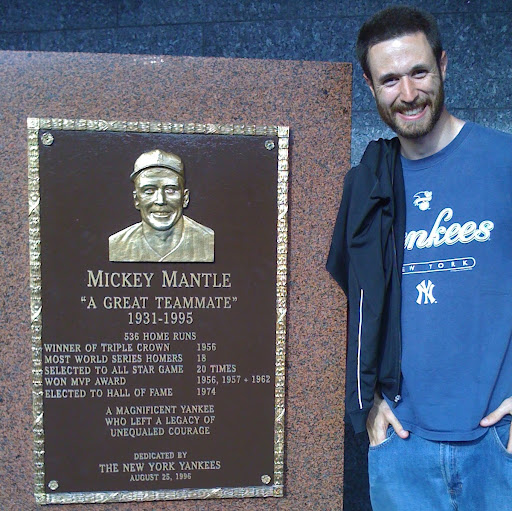 MICKEY MANTLE
"A GREAT TEAMMATE"
1931-1995
536 HOME RUNS
WINNER OF TRIPLE CROWN 1956
MOST WORLD SERIES HOMERS 18
SELECTED TO ALL STAR GAME 20 TIMES
WON MVP AWARD 1956, 1957 + 1962
ELECTED TO HALL OF FAME 1974
A MAGNIFICENT YANKEE
WHO LEFT A LEGACY OF
UNEQUALED COURAGE
DEDICATED BY
THE NEW YORK YANKEES
AUGUST 25, 1996
Yankees
NEW YORK
NY